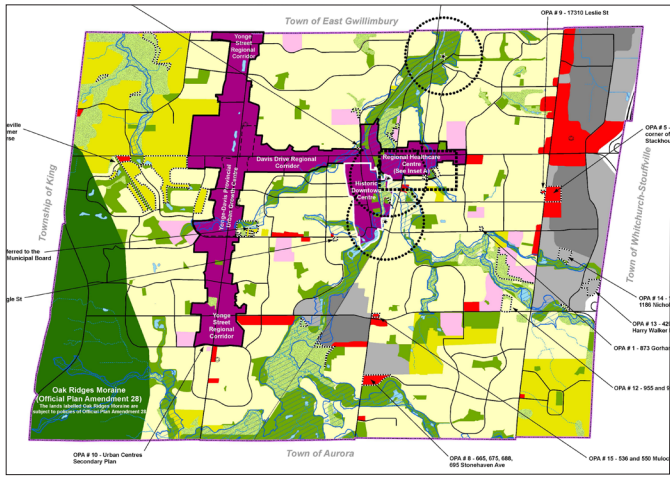 Town of East Gwillimbury
OPA # 9 - 17310 Leslie St
Yonge
Street
Regional
Corridor
OPA # 5 -
corner of
Stackhou
Davis Drive Regional
Corridor
Regional Healthcare
Centre
(See Inset A)
Yonge-Davis Provincial
Urban Growth Centre
Historic
Downtown
Centre
Township of King
Town of Whitchurch-Stouffville
eville
mer
rse
ferred to the
Municipal Board
gle St
OPA # 14 -
1186 Nichol
OPA # 13 - 429
Harry Walker
OPA # 1 - 873 Gorha
Yonge
Street
Regional
Corridor
Oak Ridges Moraine
(Official Plan Amendment 28)
The lands labelled Oak Ridges Moraine are
subject to policies of Official Plan Amendment 28
OPA # 12 - 955 and
OPA # 10 - Urban Centres
Secondary Plan
Town of Aurora
OPA # 8 - 665, 675, 688,
695 Stonehaven Ave
OPA # 15 - 536 and 550 Muloc